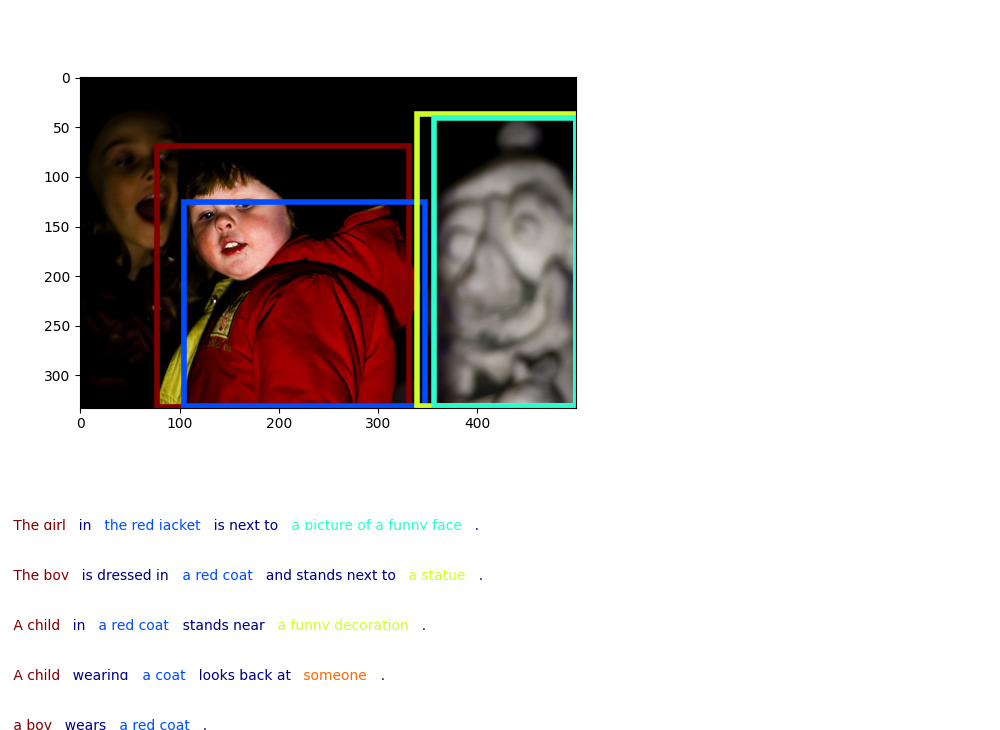 0
50
100
150
200
250
300
0 100 200 300 400
The girl in the red jacket is next to a picture of a funny face .
The boy is dressed in a red coat and stands next to a statue .
A child in a red coat stands near a funny decoration .
A child wearing a coat looks back at someone .
a boy wears a red coat .